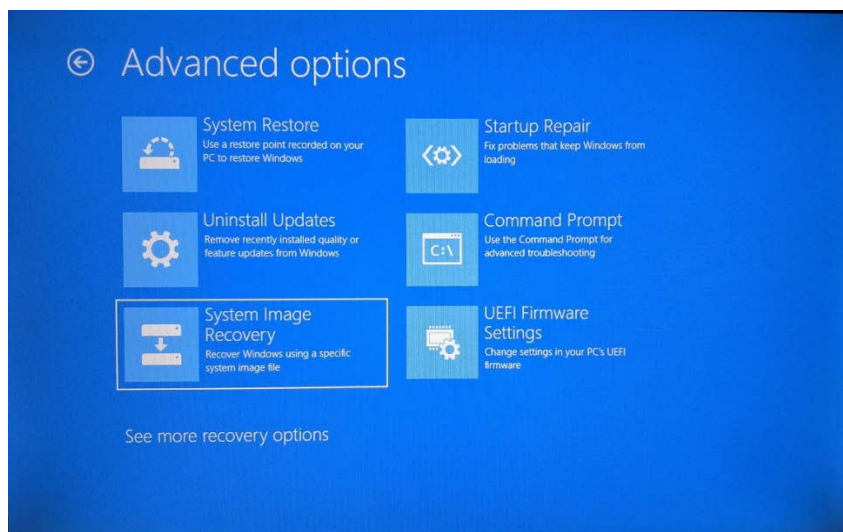 Advanced options
System Restore
Use a restore point recorded on your
PC to restore Windows
Startup Repair
Fix problems that keep Windows from
loading
Uninstall Updates
Remove recently installed quality or
feature updates from Windows
Command Prompt
Use the Command Prompt for
advanced troubleshooting
C:\
System Image
Recovery
Recover Windows using a specific
system image file
UEFI Firmware
Settings
Change settings in your PC's UEFI
firmware
See more recovery options